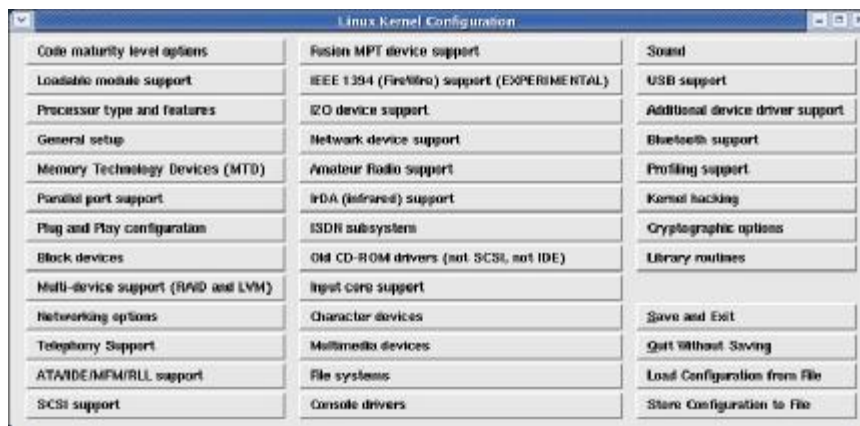 Linux Kernel Configuration
Code maturity level options
Loadable module support
Processor type and features
General setup
Memory Technology Devices (MTD)
Parallel port support
Plug and Play configuration
Block devices
Multi-device support (RAID and LVM)
Networking options
Telephony Support
ATA/IDE/MFM/RLL support
SCSI support
Fusion MPT device support
IEEE 1394 (FireWire) support (EXPERIMENTAL)
I2O device support
Network device support
Amateur Radio support
IrDA (infrared) support
ISDN subsystem
Old CD-ROM drivers (not SCSI, not IDE)
Input core support
Character devices
Multimedia devices
File systems
Console drivers
Sound
USB support
Additional device driver support
Bluetooth support
Profiling support
Kernel hacking
Cryptographic options
Library routines
Save and Exit
Quit Without Saving
Load Configuration from File
Store Configuration to File